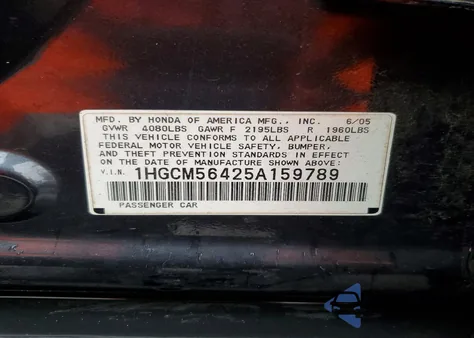 MFD. BY HONDA OF AMERICA MFG., INC. 6/05
GVWR 4080LBS GAWR F 2195LBS R 1960LBS
THIS VEHICLE CONFORMS TO ALL APPLICABLE
FEDERAL MOTOR VEHICLE SAFETY, BUMPER,
AND THEFT PREVENTION STANDARDS IN EFFECT
ON THE DATE OF MANUFACTURE SHOWN ABOVE.
V.I.N. 1HGCM56425A159789
PASSENGER CAR